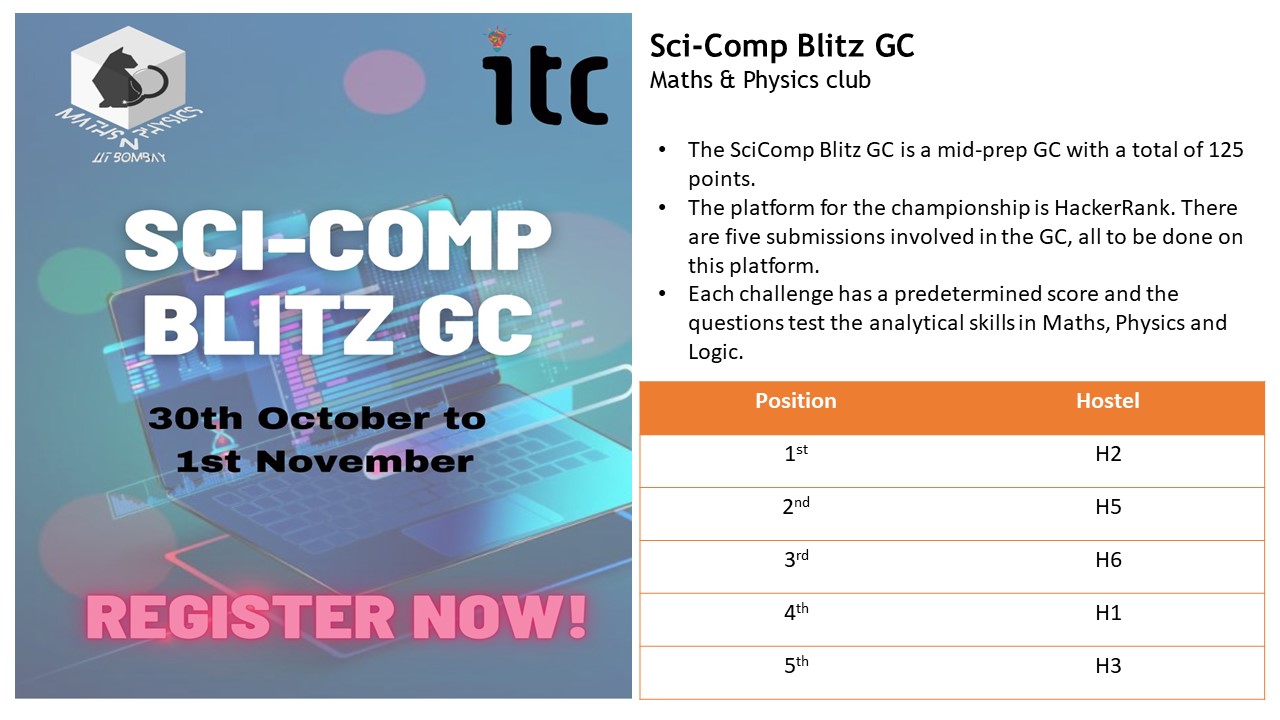 MATHS N PHYSICS
IIT BOMBAY
itc
SCI-COMP
BLITZ GC
30th October to
1st November
REGISTER NOW!
Sci-Comp Blitz GC
Maths & Physics club
• The SciComp Blitz GC is a mid-prep GC with a total of 125
points.
• The platform for the championship is HackerRank. There
are five submissions involved in the GC, all to be done on
this platform.
• Each challenge has a predetermined score and the
questions test the analytical skills in Maths, Physics and
Logic.
Position Hostel
1st H2
2nd H5
3rd H6
4th H1
5th H3